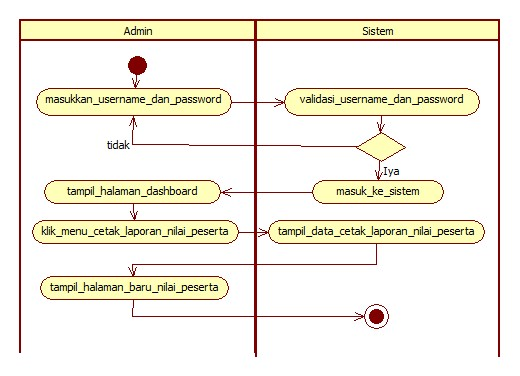 Admin
Sistem
masukkan_username_dan_password
validasi_username_dan_password
tidak
Iya
tampil_halaman_dashboard
masuk_ke_sistem
klik_menu_cetak_laporan_nilai_peserta
tampil_data_cetak_laporan_nilai_peserta
tampil_halaman_baru_nilai_peserta